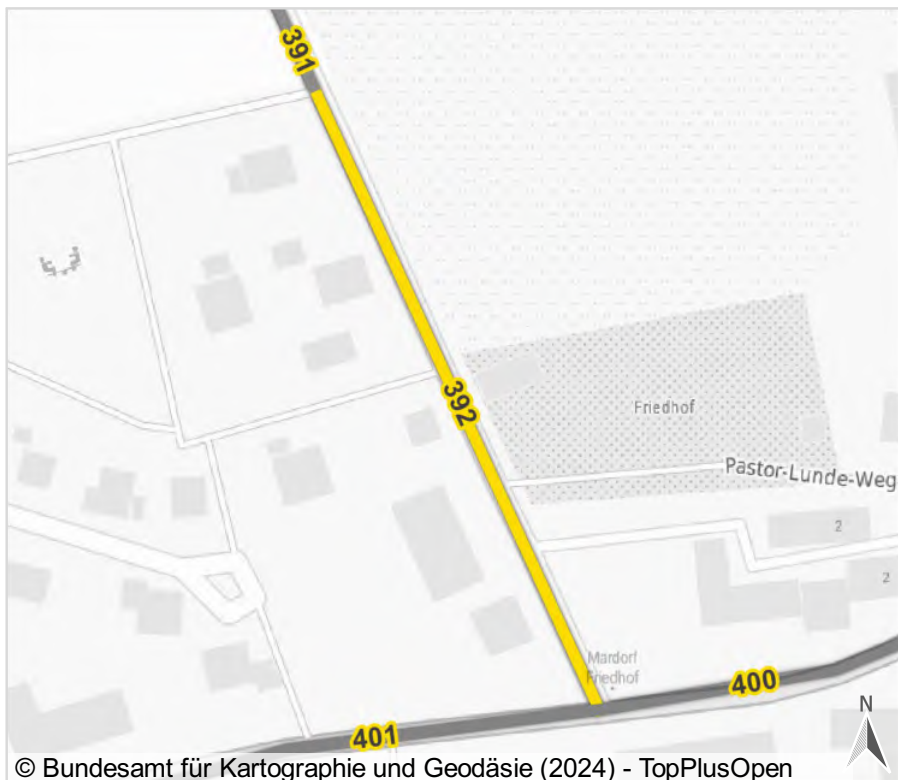 391
392
Friedhof
Pastor-Lunde-Weg
2
2
Mardorf
Friedhof
400
401
N
© Bundesamt für Kartographie und Geodäsie (2024) - TopPlusOpen